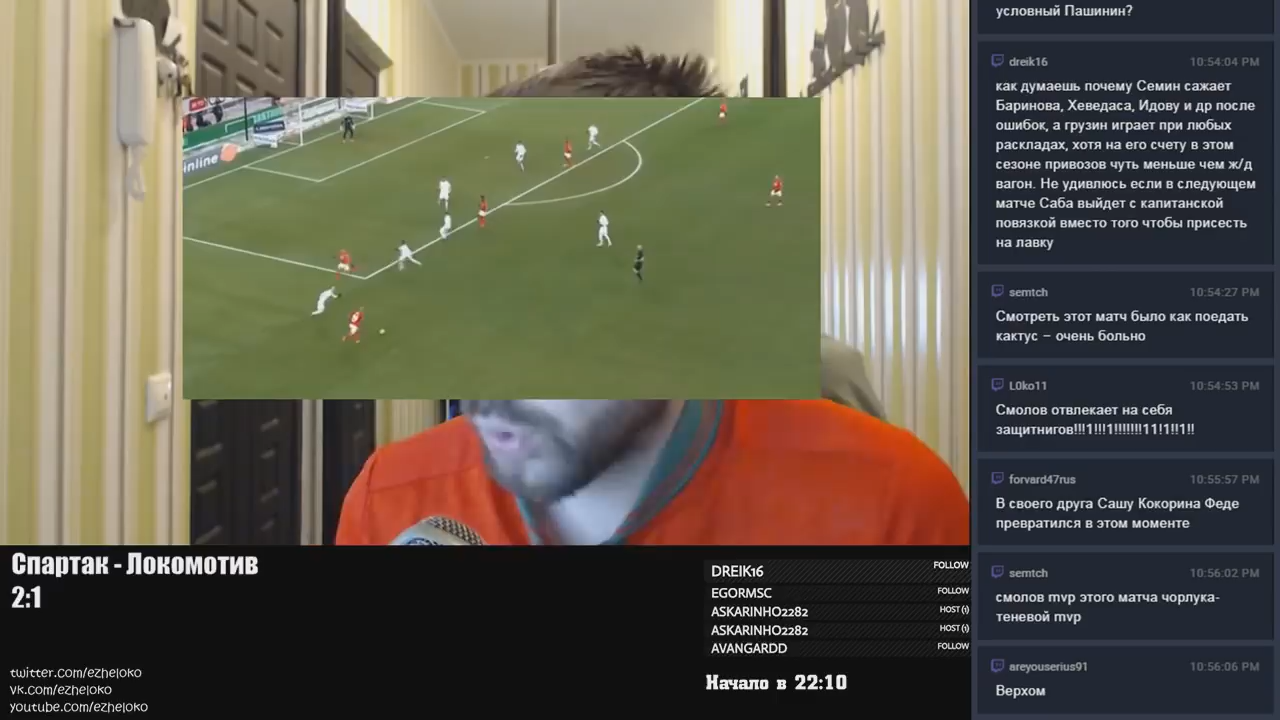 inline
Спартак - Локомотив
2:1
twitter.com/ezheloko
vk.com/ezheloko
youtube.com/ezheloko
DREIK16 FOLLOW
EGORMSC FOLLOW
ASKARINHO2282 HOST (1)
ASKARINHO2282 HOST (1)
AVANGARDD FOLLOW
Начало в 22:10
условный Пашинин?
dreik16 10:54:04 PM
как думаешь почему Семин сажает
Баринова, Хеведаса, Идову и др после
ошибок, а грузин играет при любых
раскладах, хотя на его счету в этом
сезоне привозов чуть меньше чем ж/д
вагон. Не удивлюсь если в следующем
матче Саба выйдет с капитанской
повязкой вместо того чтобы присесть
на лавку
semtch 10:54:27 PM
Смотреть этот матч было как поедать
кактус – очень больно
L0ko11 10:54:53 PM
Смолов отвлекает на себя
защитнигов!!!1!!!1!!!!!!!11!1!!1!!
forvard47rus 10:55:57 PM
В своего друга Сашу Кокорина Феде
превратился в этом моменте
semtch 10:56:02 PM
смолов mvp этого матча чорлука-
теневой mvp
areyouserius91 10:56:06 PM
Верхом